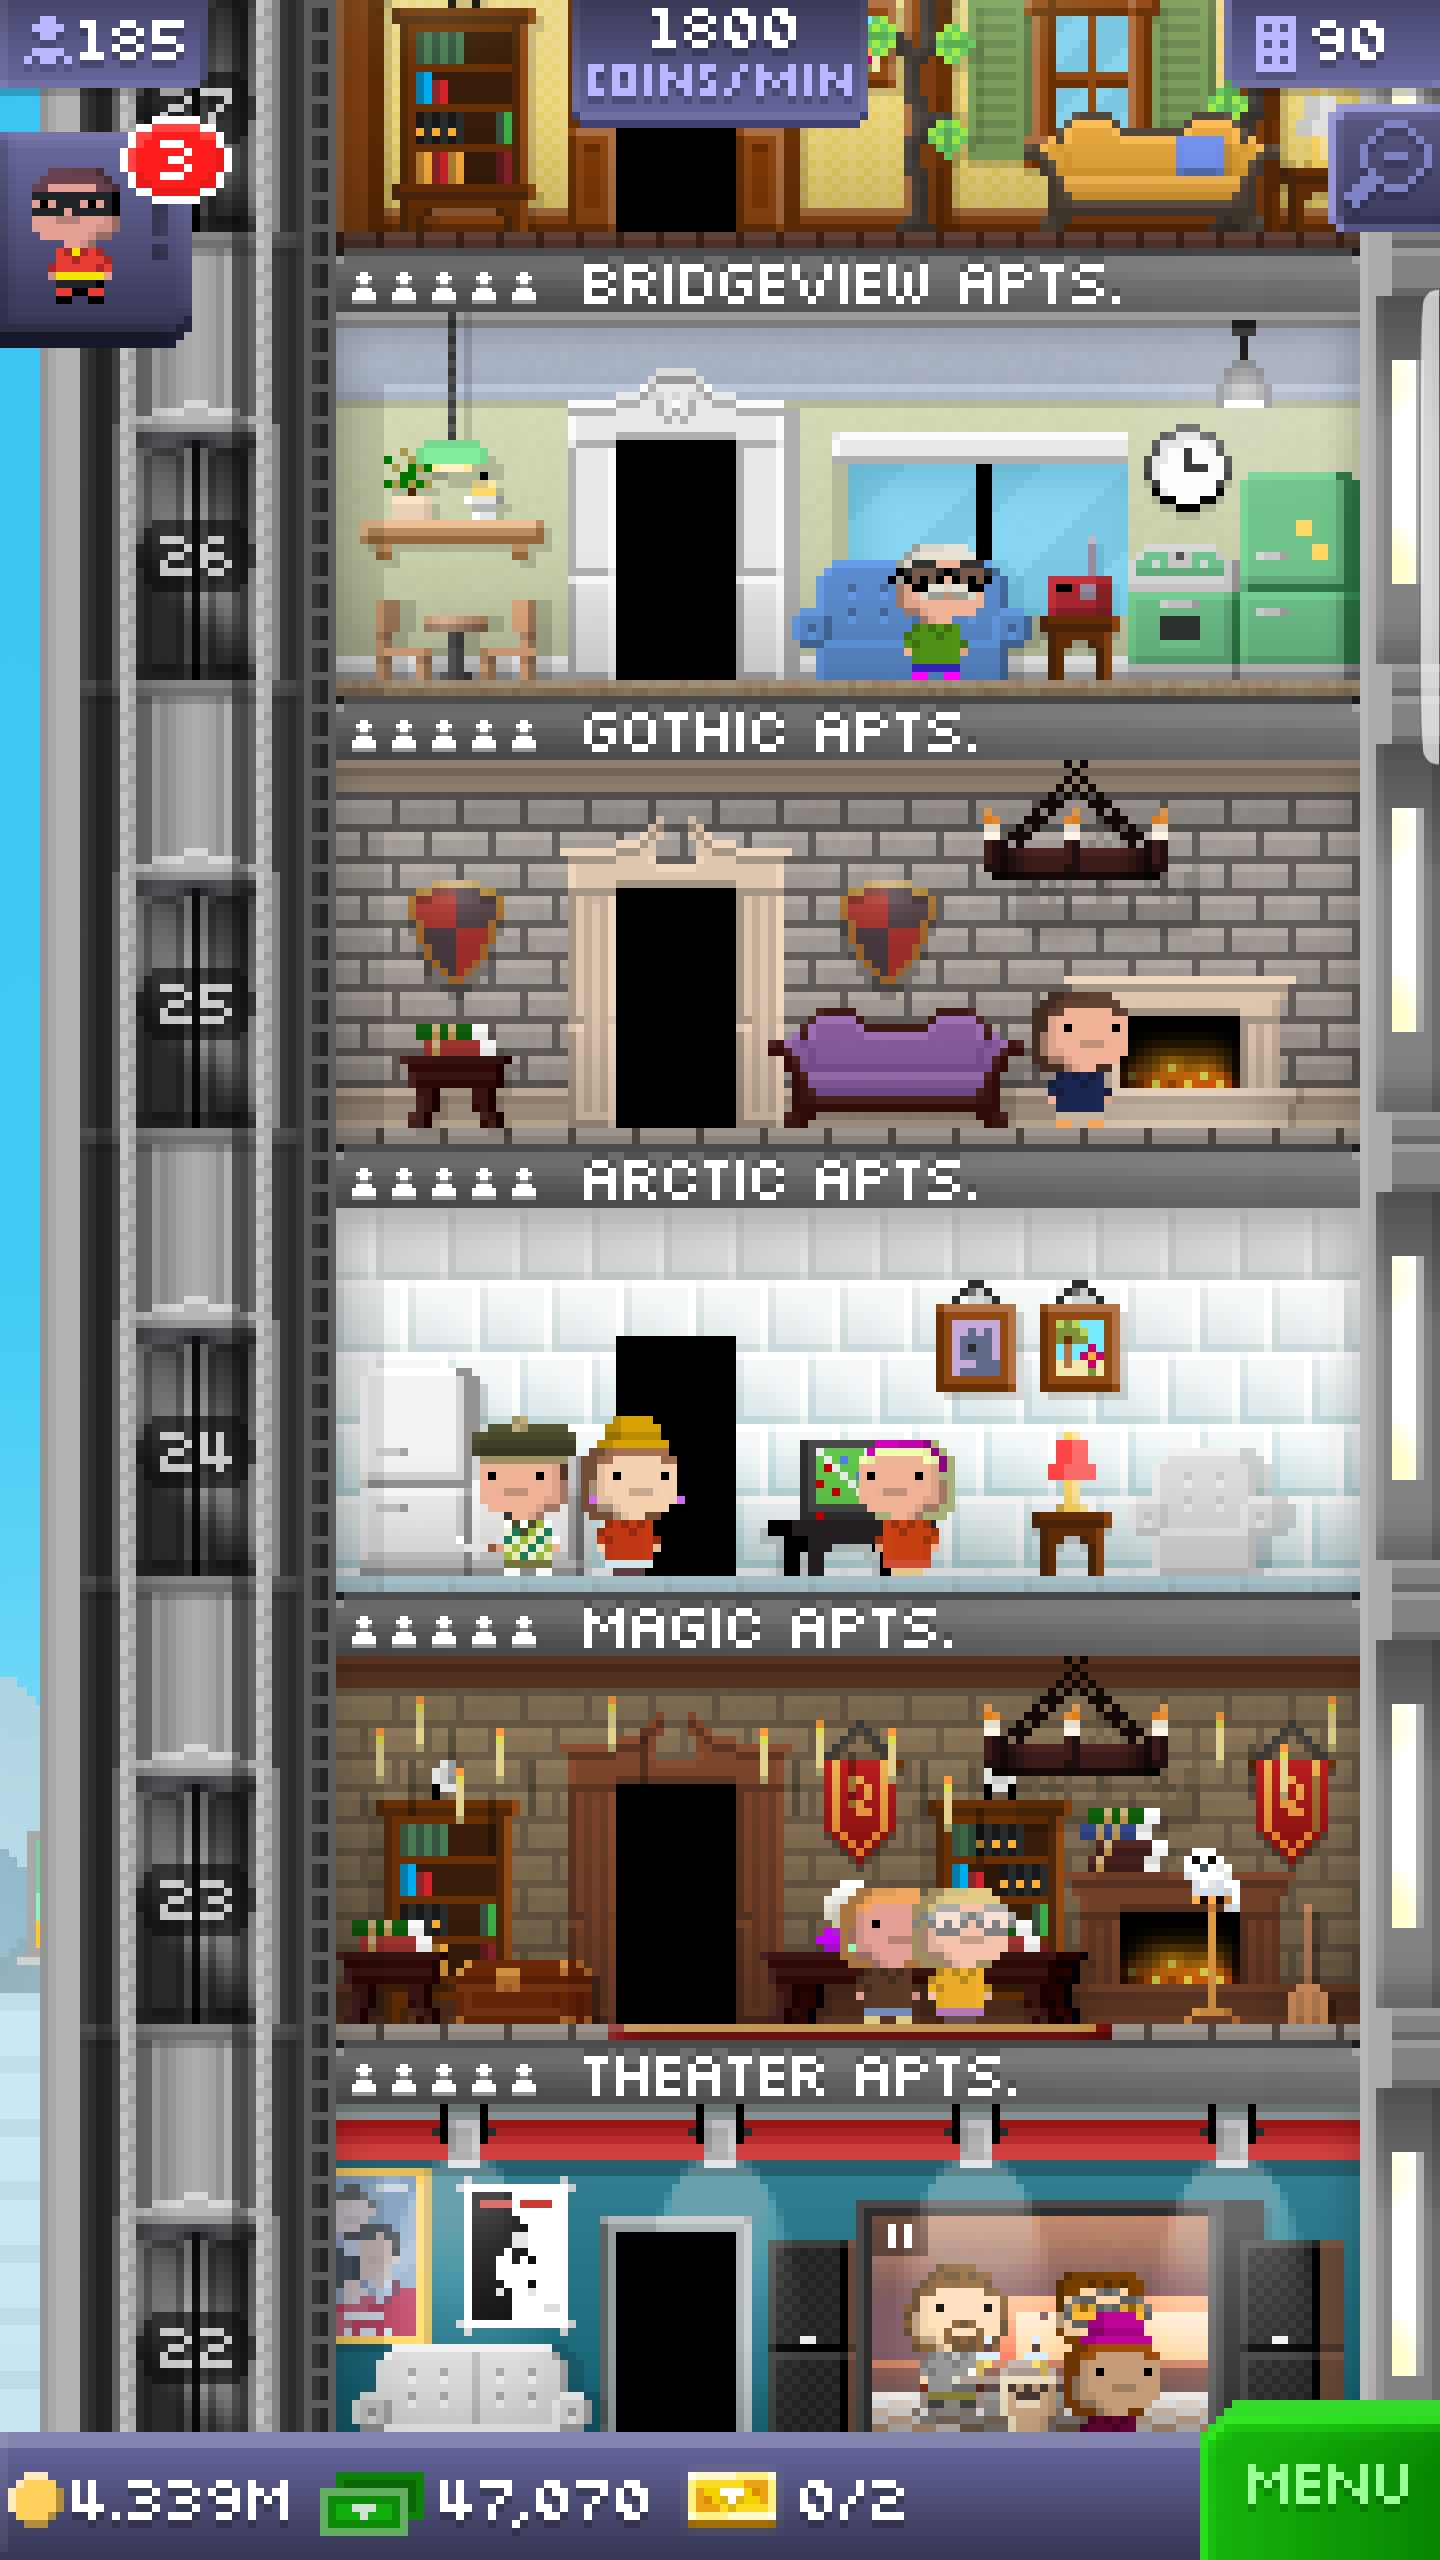 185
1800
COINS/MIN
90
27
3
BRIDGEVIEW APTS.
26
GOTHIC APTS.
25
ARCTIC APTS.
24
MAGIC APTS.
23
THEATER APTS.
22
4.339M
47,070
0/2
MENU